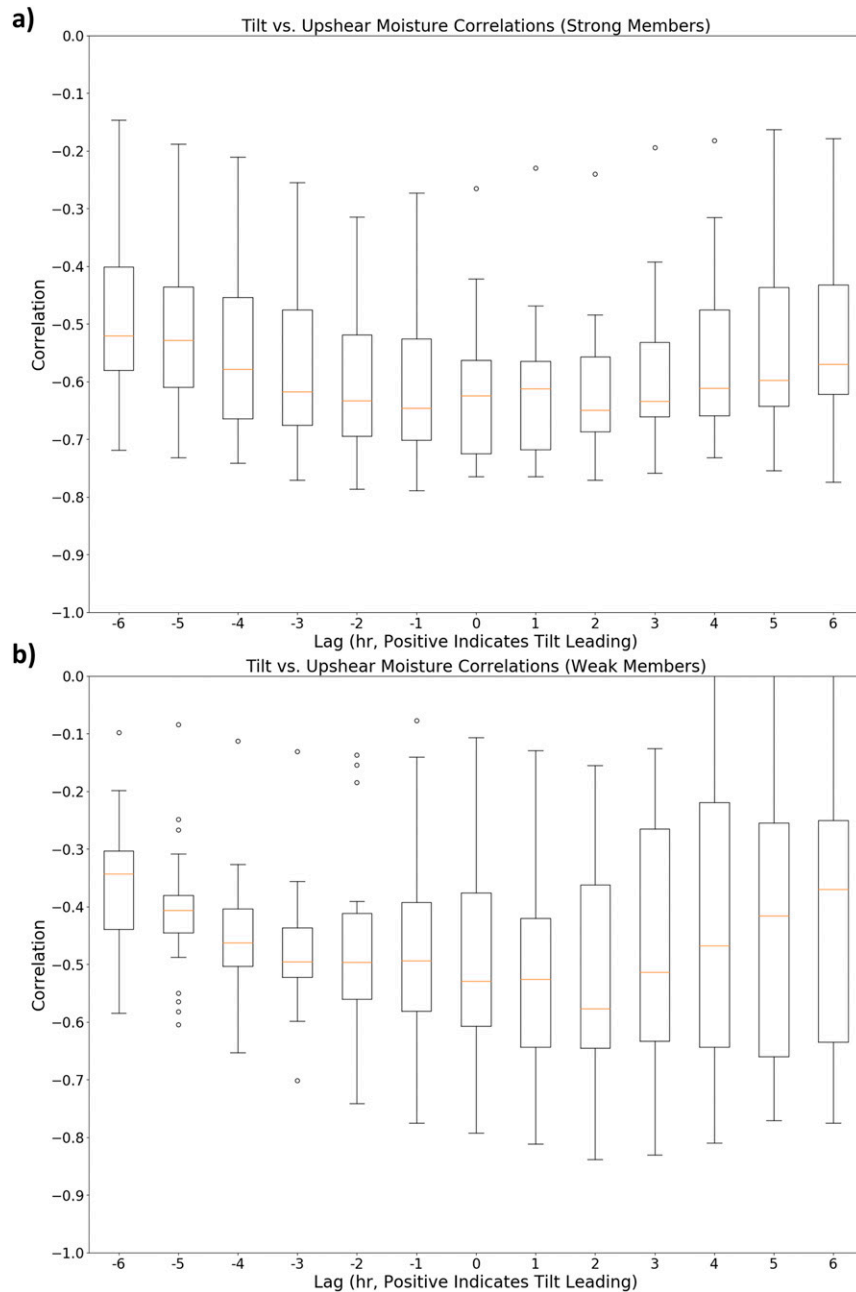 a)
Tilt vs. Upshear Moisture Correlations (Strong Members)
0.0
−0.1
−0.2
−0.3
−0.4
−0.5
−0.6
−0.7
−0.8
−0.9
−1.0
Correlation
-6 -5 -4 -3 -2 -1 0 1 2 3 4 5 6
Lag (hr, Positive Indicates Tilt Leading)
b)
Tilt vs. Upshear Moisture Correlations (Weak Members)
0.0
−0.1
−0.2
−0.3
−0.4
−0.5
−0.6
−0.7
−0.8
−0.9
−1.0
Correlation
-6 -5 -4 -3 -2 -1 0 1 2 3 4 5 6
Lag (hr, Positive Indicates Tilt Leading)